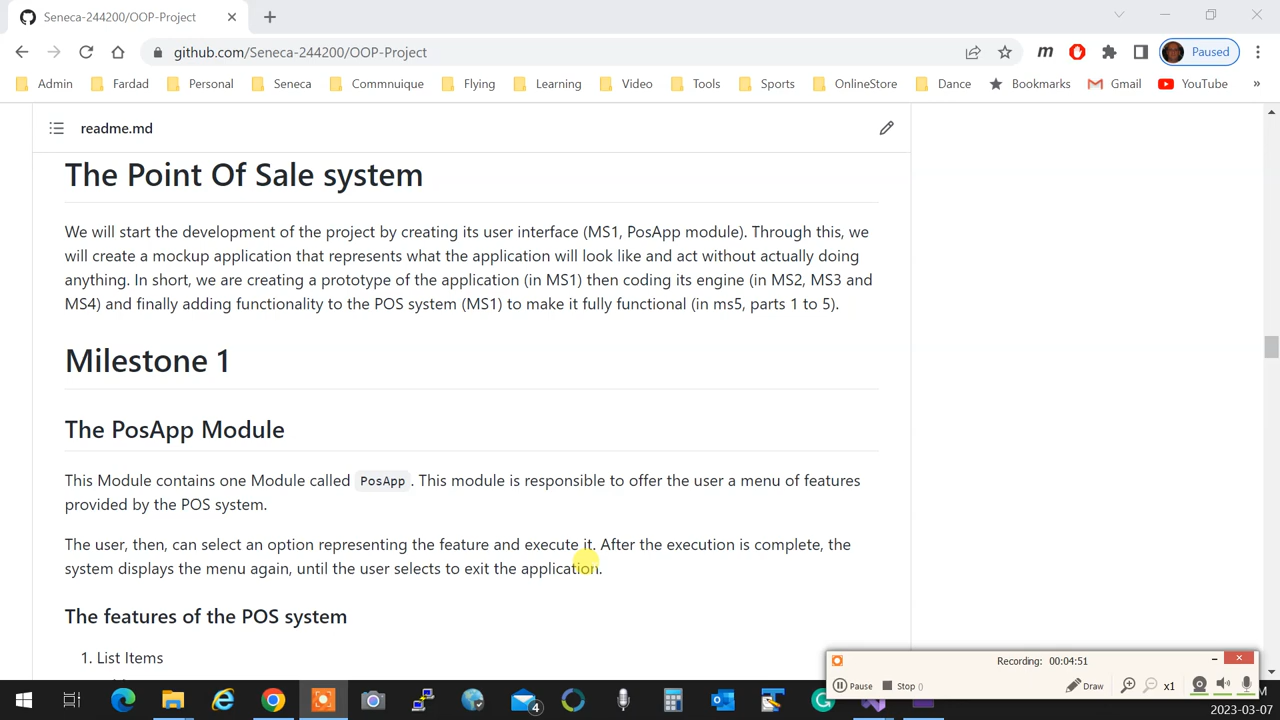 Seneca-244200/OOP-Project
github.com/Seneca-244200/OOP-Project
m
Paused
Admin Fardad Personal Seneca Commnuique Flying Learning Video Tools Sports OnlineStore Dance Bookmarks Gmail YouTube »
readme.md
The Point Of Sale system
We will start the development of the project by creating its user interface (MS1, PosApp module). Through this, we
will create a mockup application that represents what the application will look like and act without actually doing
anything. In short, we are creating a prototype of the application (in MS1) then coding its engine (in MS2, MS3 and
MS4) and finally adding functionality to the POS system (MS1) to make it fully functional (in ms5, parts 1 to 5).
Milestone 1
The PosApp Module
This Module contains one Module called PosApp. This module is responsible to offer the user a menu of features
provided by the POS system.
The user, then, can select an option representing the feature and execute it. After the execution is complete, the
system displays the menu again, until the user selects to exit the application.
The features of the POS system
1. List Items
Recording: 00:04:51
Pause Stop () Draw x1
4
M
2023-03-07